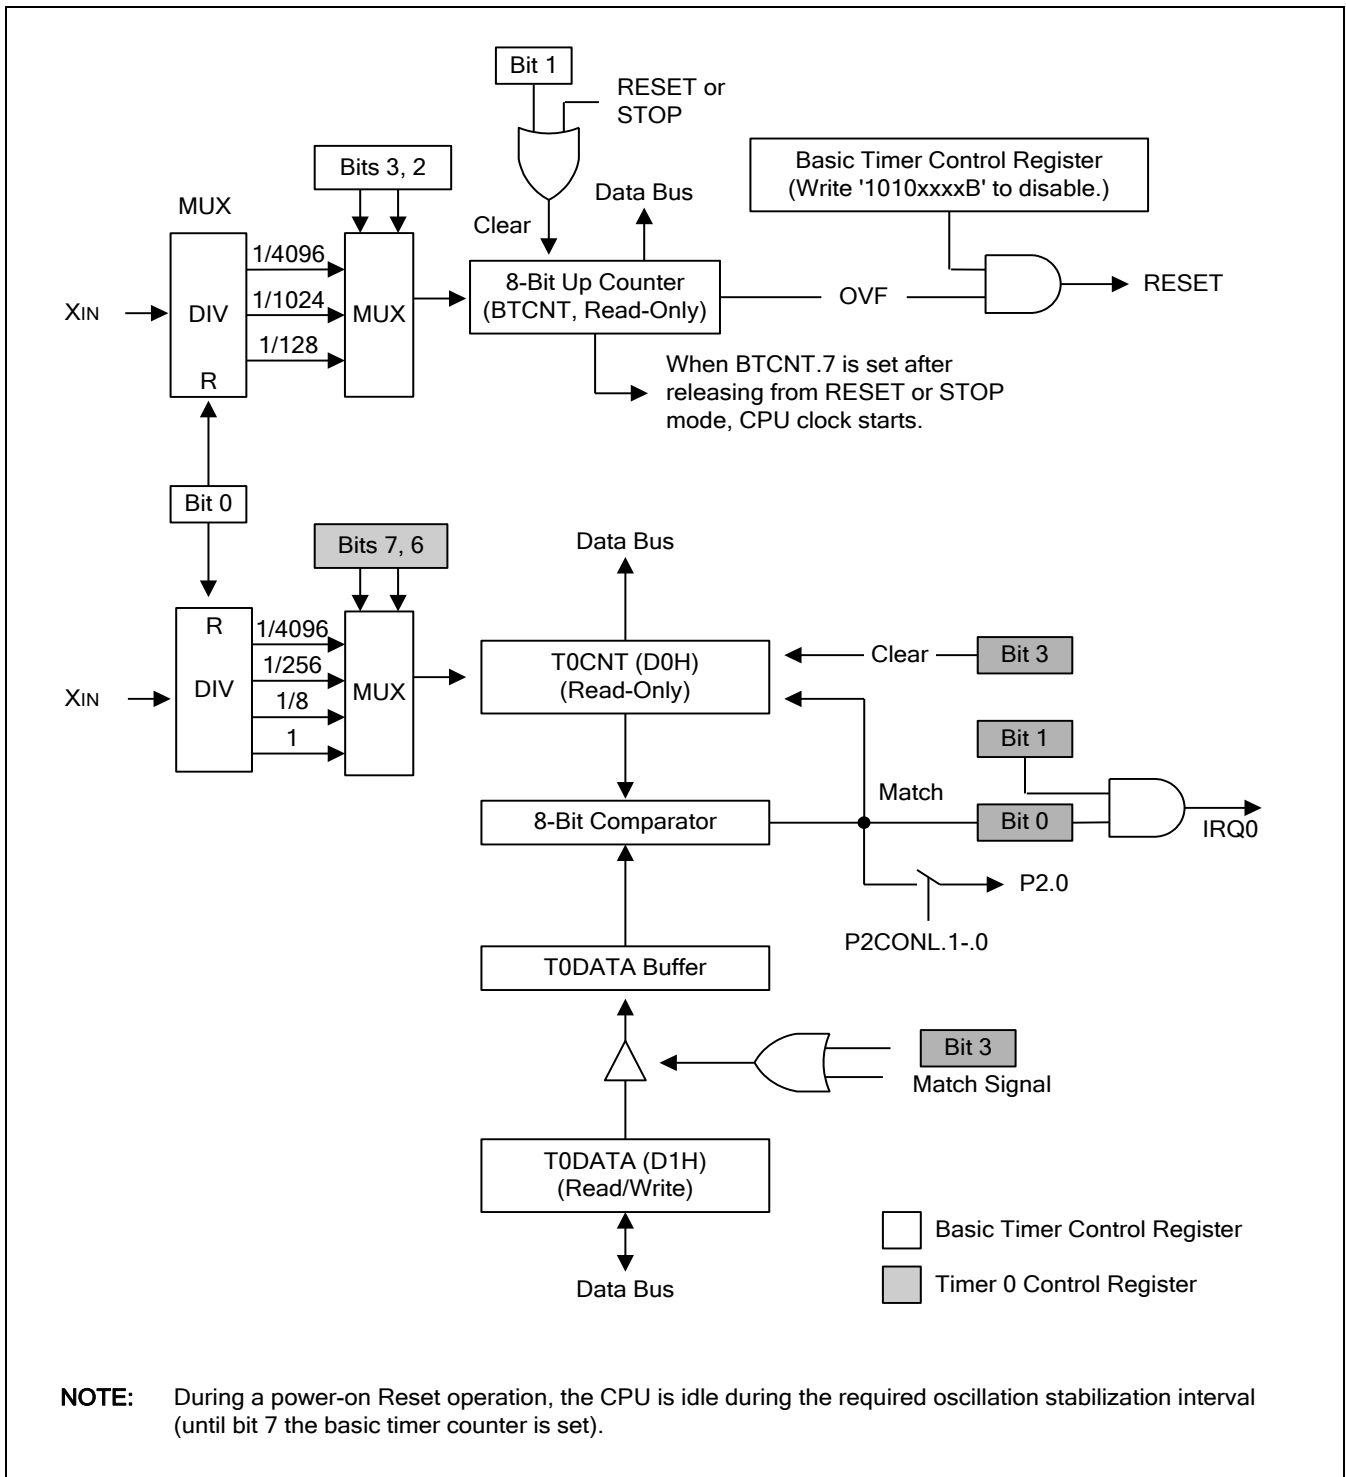 Bit 1
RESET or
STOP
Bits 3, 2
Basic Timer Control Register
(Write '1010xxxxB' to disable.)
MUX
Data Bus
Clear
1/4096
8-Bit Up Counter
(BTCNT, Read-Only)
XIN
DIV
1/1024
MUX
OVF
RESET
1/128
R
When BTCNT.7 is set after
releasing from RESET or STOP
mode, CPU clock starts.
Bit 0
Bits 7, 6
Data Bus
R
1/4096
T0CNT (D0H)
(Read-Only)
Clear
Bit 3
1/256
XIN
DIV
MUX
1/8
1
Bit 1
Match
8-Bit Comparator
Bit 0
IRQ0
P2.0
P2CONL.1-.0
T0DATA Buffer
Bit 3
Match Signal
T0DATA (D1H)
(Read/Write)
Basic Timer Control Register
Data Bus
Timer 0 Control Register
NOTE: During a power-on Reset operation, the CPU is idle during the required oscillation stabilization interval
(until bit 7 the basic timer counter is set).